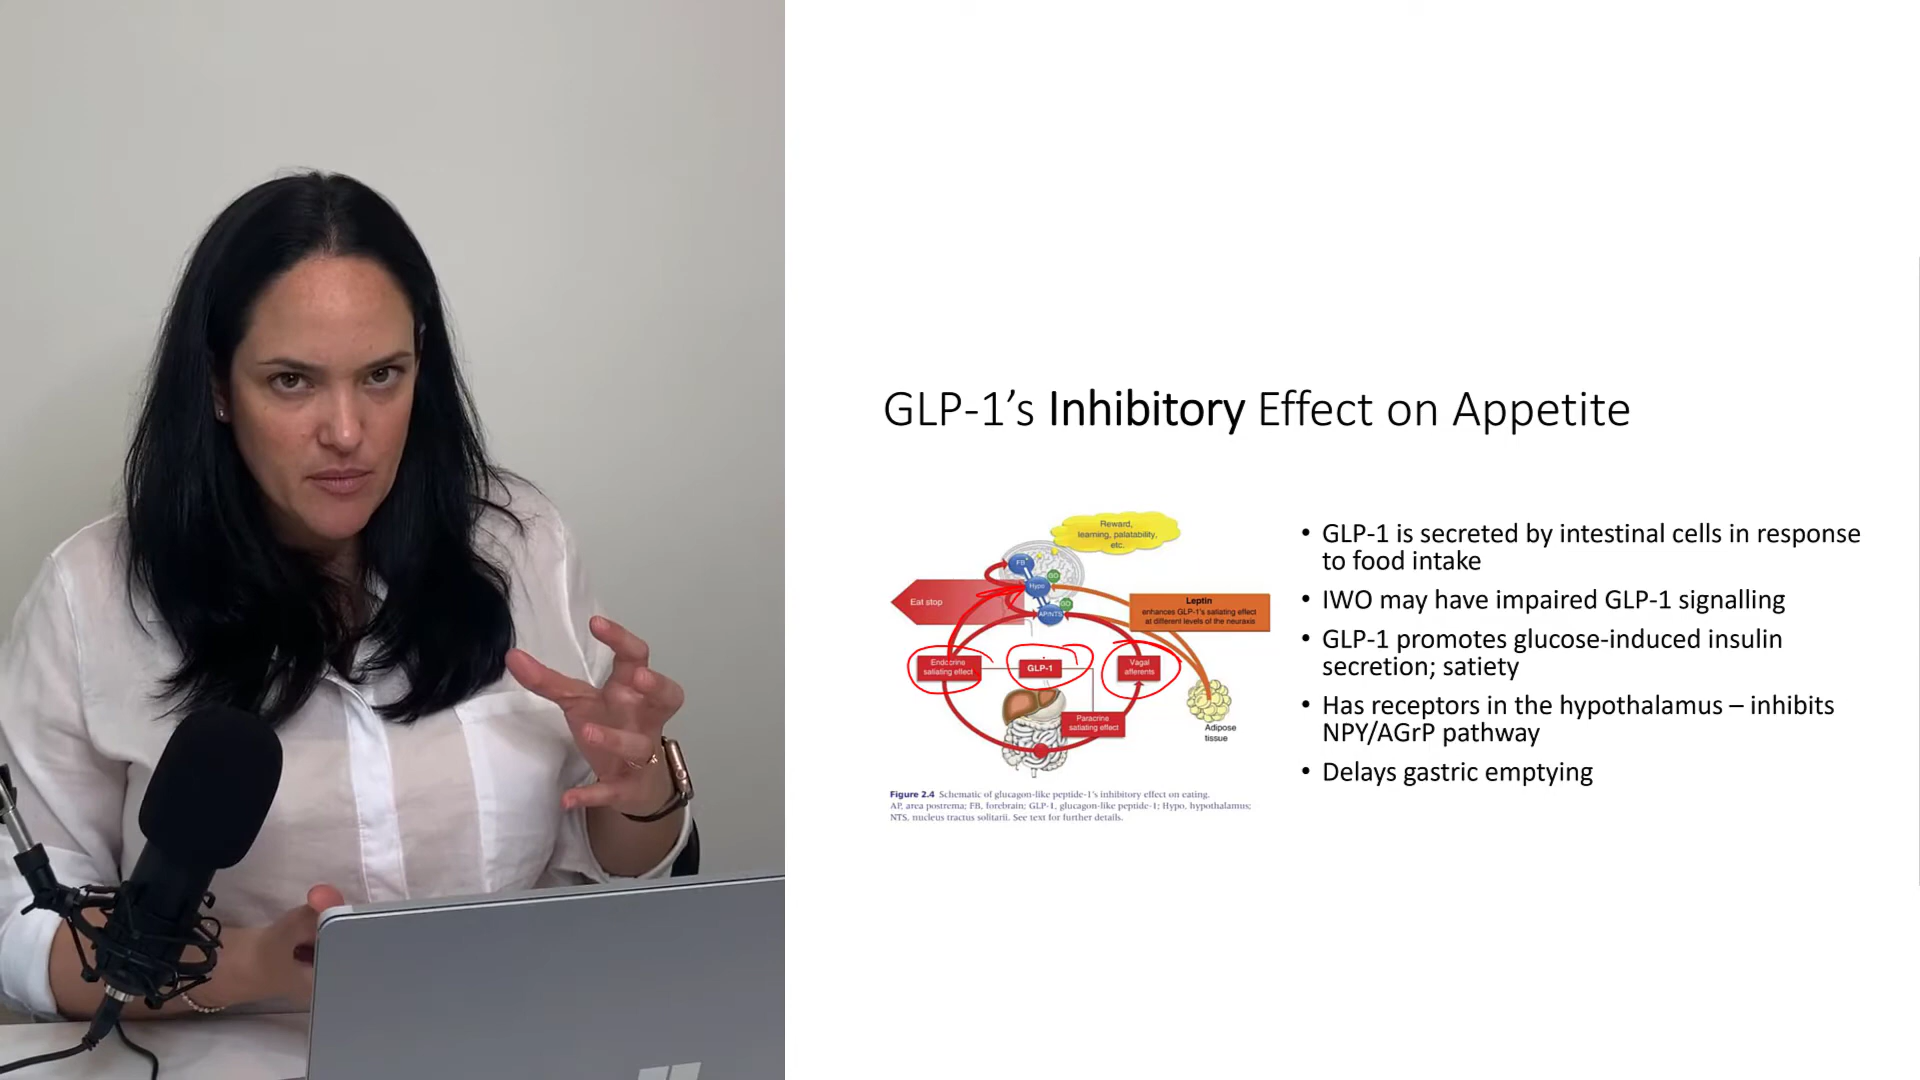 GLP-1’s Inhibitory Effect on Appetite
Reward,
learning, palatability,
etc.
FB
Hypo
AP/NTS
Eat stop
Leptin
enhances GLP-1's satiating effect
at different levels of the neuraxis
Endocrine
satiating effect
GLP-1
Vagal
afferents
Paracrine
satiating effect
Adipose
tissue
Figure 2.4 Schematic of glucagon-like peptide-1's inhibitory effect on eating.
AP, area postrema; FB, forebrain; GLP-1, glucagon-like peptide-1; Hypo, hypothalamus;
NTS, nucleus tractus solitarii. See text for further details.
• GLP-1 is secreted by intestinal cells in response
to food intake
• IWO may have impaired GLP-1 signalling
• GLP-1 promotes glucose-induced insulin
secretion; satiety
• Has receptors in the hypothalamus – inhibits
NPY/AGrP pathway
• Delays gastric emptying